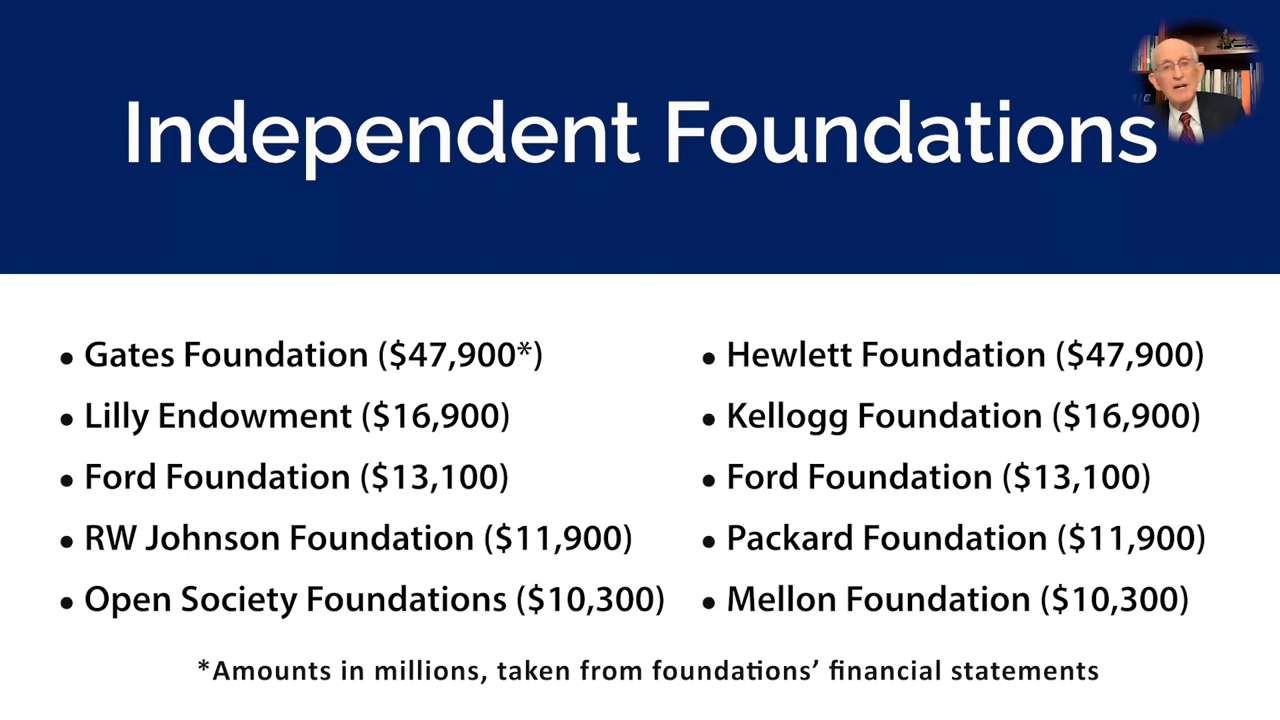 Independent Foundations
• Gates Foundation ($47,900*)
• Lilly Endowment ($16,900)
• Ford Foundation ($13,100)
• RW Johnson Foundation ($11,900)
• Open Society Foundations ($10,300)
• Hewlett Foundation ($47,900)
• Kellogg Foundation ($16,900)
• Ford Foundation ($13,100)
• Packard Foundation ($11,900)
• Mellon Foundation ($10,300)
*Amounts in millions, taken from foundations’ financial statements